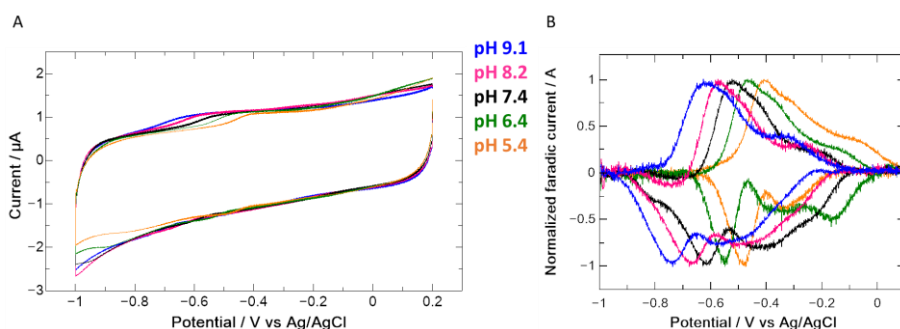 A
Current / µA
2
1
0
−1
−2
−3
−1
−0.8
−0.6
−0.4
−0.2
0
0.2
Potential / V vs Ag/AgCl
pH 9.1
pH 8.2
pH 7.4
pH 6.4
pH 5.4
B
Normalized faradic current / A
1
0.5
0
−0.5
−1
−1
−0.8
−0.6
−0.4
−0.2
0
Potential / V vs Ag/AgCl